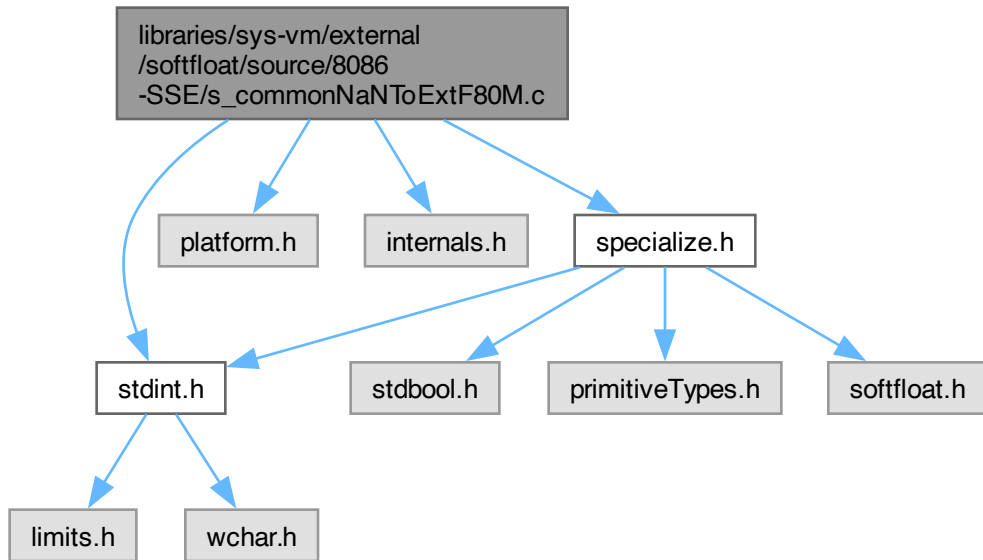 libraries/sys-vm/external
/softfloat/source/8086
-SSE/s_commonNaNToExtF80M.c
platform.h
internals.h
specialize.h
stdint.h
stdbool.h
primitiveTypes.h
softfloat.h
limits.h
wchar.h